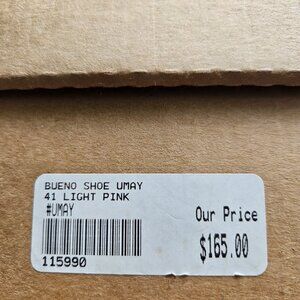 BUENO SHOE UMAY
41 LIGHT PINK
#UMAY
Our Price
$165.00
115990